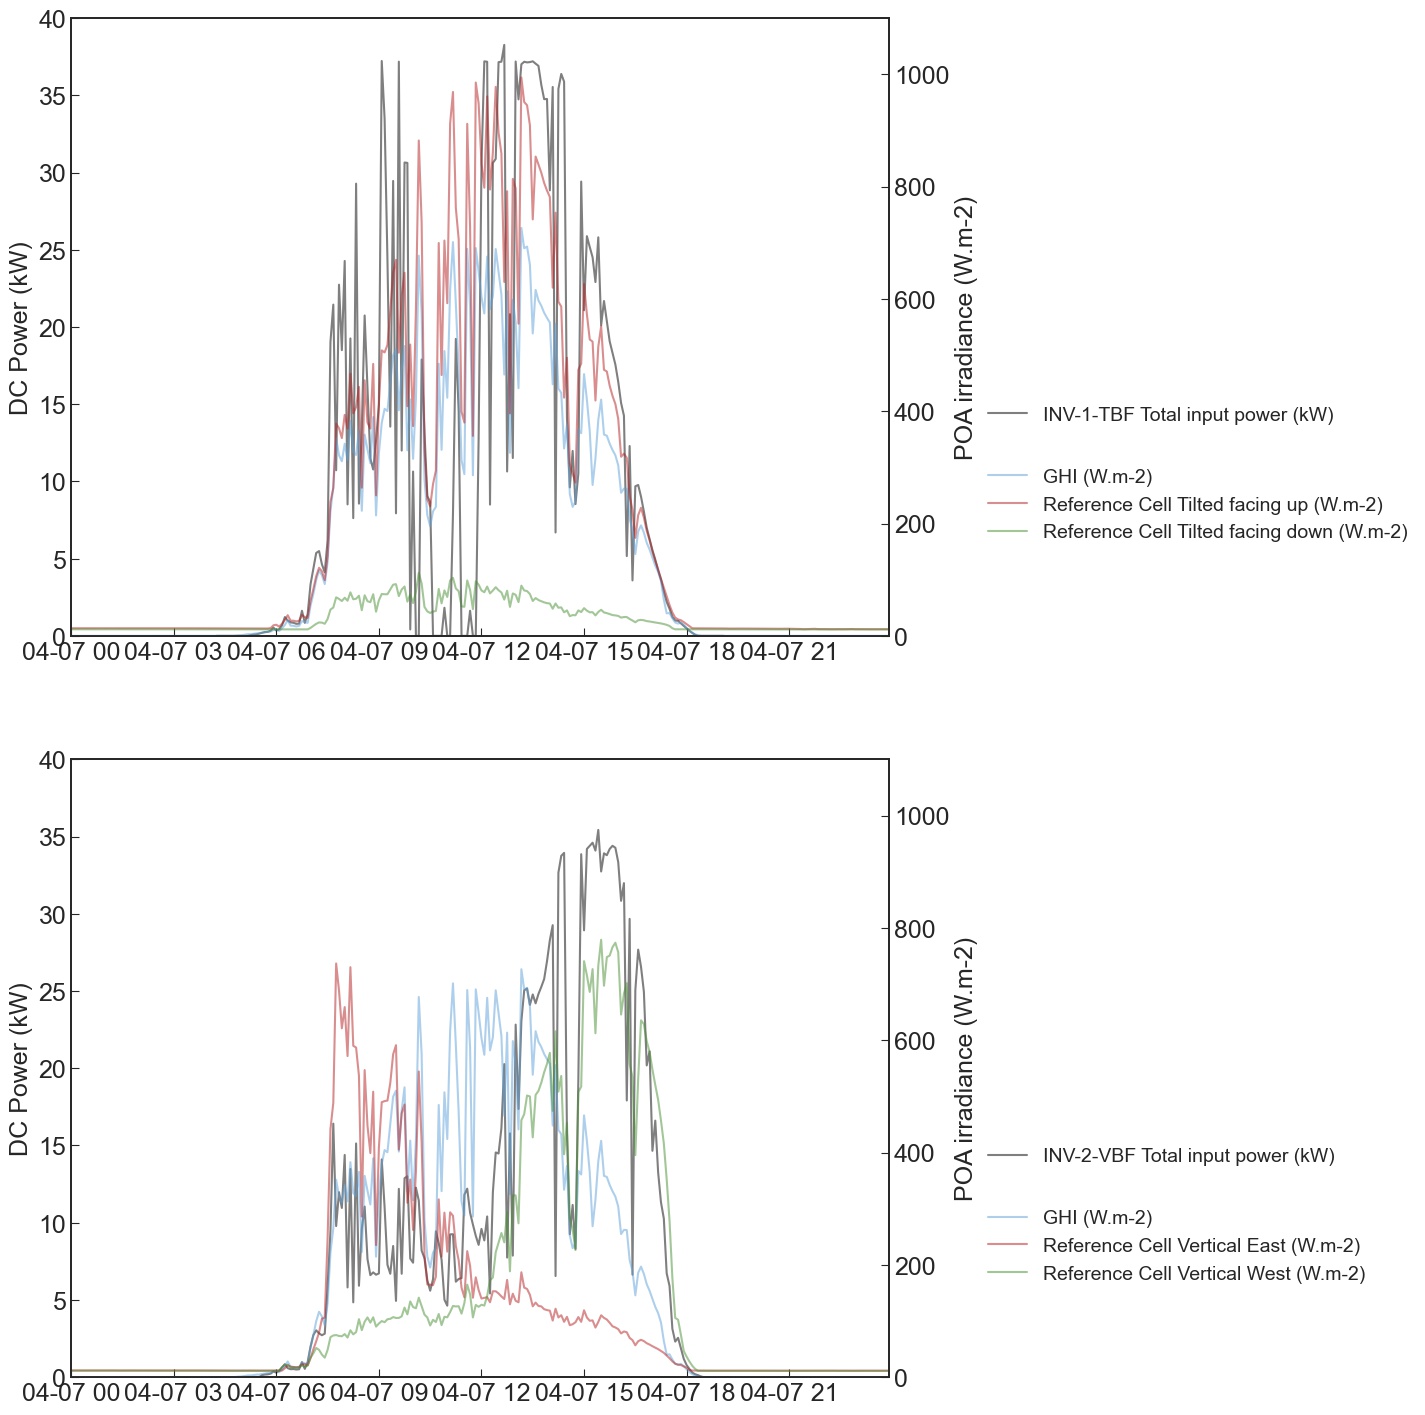 40
35
30
25
20
15
10
5
0
DC Power (kW)
1000
800
600
400
200
0
POA irradiance (W.m-2)
04-07 00 04-07 03 04-07 06 04-07 09 04-07 12 04-07 15 04-07 18 04-07 21
INV-1-TBF Total input power (kW)
GHI (W.m-2)
Reference Cell Tilted facing up (W.m-2)
Reference Cell Tilted facing down (W.m-2)
40
35
30
25
20
15
10
5
0
DC Power (kW)
1000
800
600
400
200
0
POA irradiance (W.m-2)
04-07 00 04-07 03 04-07 06 04-07 09 04-07 12 04-07 15 04-07 18 04-07 21
INV-2-VBF Total input power (kW)
GHI (W.m-2)
Reference Cell Vertical East (W.m-2)
Reference Cell Vertical West (W.m-2)